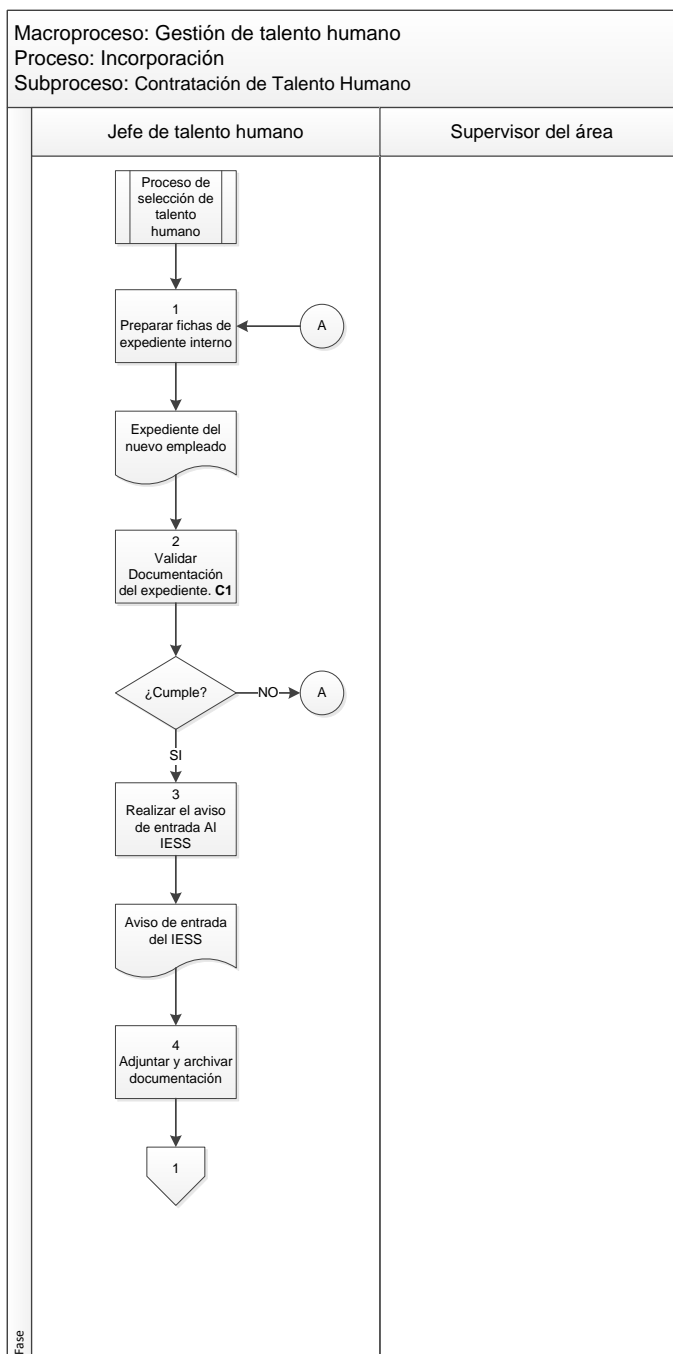 Macroproceso: Gestión de talento humano
Proceso: Incorporación
Subproceso: Contratación de Talento Humano
Jefe de talento humano
Supervisor del área
Proceso de
selección de
talento
humano
1
Preparar fichas de
expediente interno
A
Expediente del
nuevo empleado
2
Validar
Documentación
del expediente. C1
¿Cumple?
NO
A
SI
3
Realizar el aviso
de entrada Al
IESS
Aviso de entrada
del IESS
4
Adjuntar y archivar
documentación
1
Fase